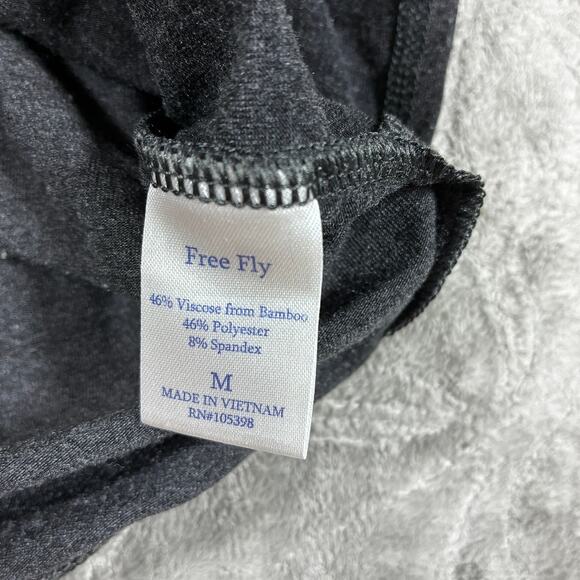 Free Fly
46% Viscose from Bamboo
46% Polyester
8% Spandex
M
MADE IN VIETNAM
RN#105398